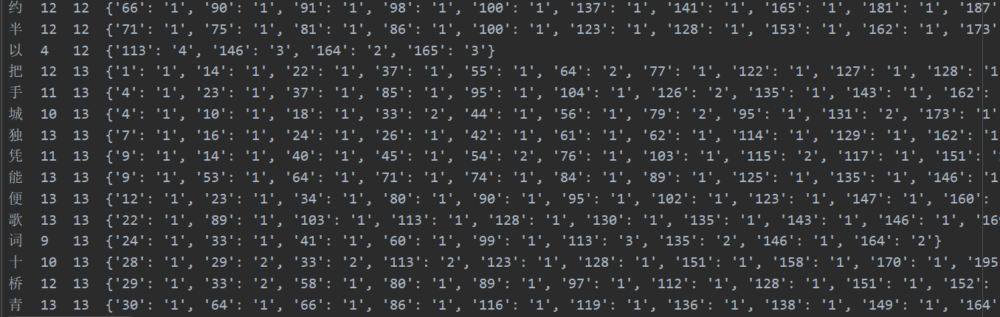 约 12 12 {'66': '1', '90': '1', '91': '1', '98': '1', '100': '1', '137': '1', '141': '1', '165': '1', '181': '1', '187'
半 12 12 {'71': '1', '75': '1', '81': '1', '86': '1', '100': '1', '123': '1', '128': '1', '153': '1', '162': '1', '173'
以 4 12 {'113': '4', '146': '3', '164': '2', '165': '3'}
把 12 13 {'1': '1', '14': '1', '22': '1', '37': '1', '55': '1', '64': '2', '77': '1', '122': '1', '127': '1', '128': '1
手 11 13 {'4': '1', '23': '1', '37': '1', '85': '1', '95': '1', '104': '1', '126': '2', '135': '1', '143': '1', '162':
城 10 13 {'4': '1', '10': '1', '18': '1', '33': '2', '44': '1', '56': '1', '79': '2', '95': '1', '131': '2', '173': '1'
独 13 13 {'7': '1', '16': '1', '24': '1', '26': '1', '42': '1', '61': '1', '62': '1', '114': '1', '129': '1', '162': '1
凭 11 13 {'9': '1', '14': '1', '40': '1', '45': '1', '54': '2', '76': '1', '103': '1', '115': '2', '117': '1', '151':
能 13 13 {'9': '1', '53': '1', '64': '1', '71': '1', '74': '1', '84': '1', '89': '1', '125': '1', '135': '1', '146': '1
便 13 13 {'12': '1', '23': '1', '34': '1', '80': '1', '90': '1', '95': '1', '102': '1', '123': '1', '147': '1', '160':
歌 13 13 {'22': '1', '89': '1', '103': '1', '113': '1', '128': '1', '130': '1', '135': '1', '143': '1', '146': '1', '169
词 9 13 {'24': '1', '33': '1', '41': '1', '60': '1', '99': '1', '113': '3', '135': '2', '146': '1', '164': '2'}
十 10 13 {'28': '1', '29': '2', '33': '2', '113': '2', '123': '1', '128': '1', '151': '1', '158': '1', '170': '1', '195
桥 12 13 {'29': '1', '33': '2', '58': '1', '80': '1', '89': '1', '97': '1', '112': '1', '128': '1', '151': '1', '152':
青 13 13 {'30': '1', '64': '1', '66': '1', '86': '1', '116': '1', '119': '1', '136': '1', '138': '1', '149': '1', '164'